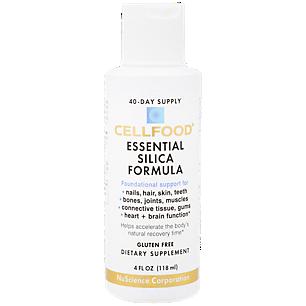 40-DAY SUPPLY
CELLFOOD®
ESSENTIAL
SILICA
FORMULA
Foundational support for
• nails, hair, skin, teeth
• bones, joints, muscles
• connective tissue, gums
• heart + brain function*
Helps accelerate the body's
natural recovery time*
GLUTEN FREE
DIETARY SUPPLEMENT
4 FL OZ (118 ml)
NuScience Corporation